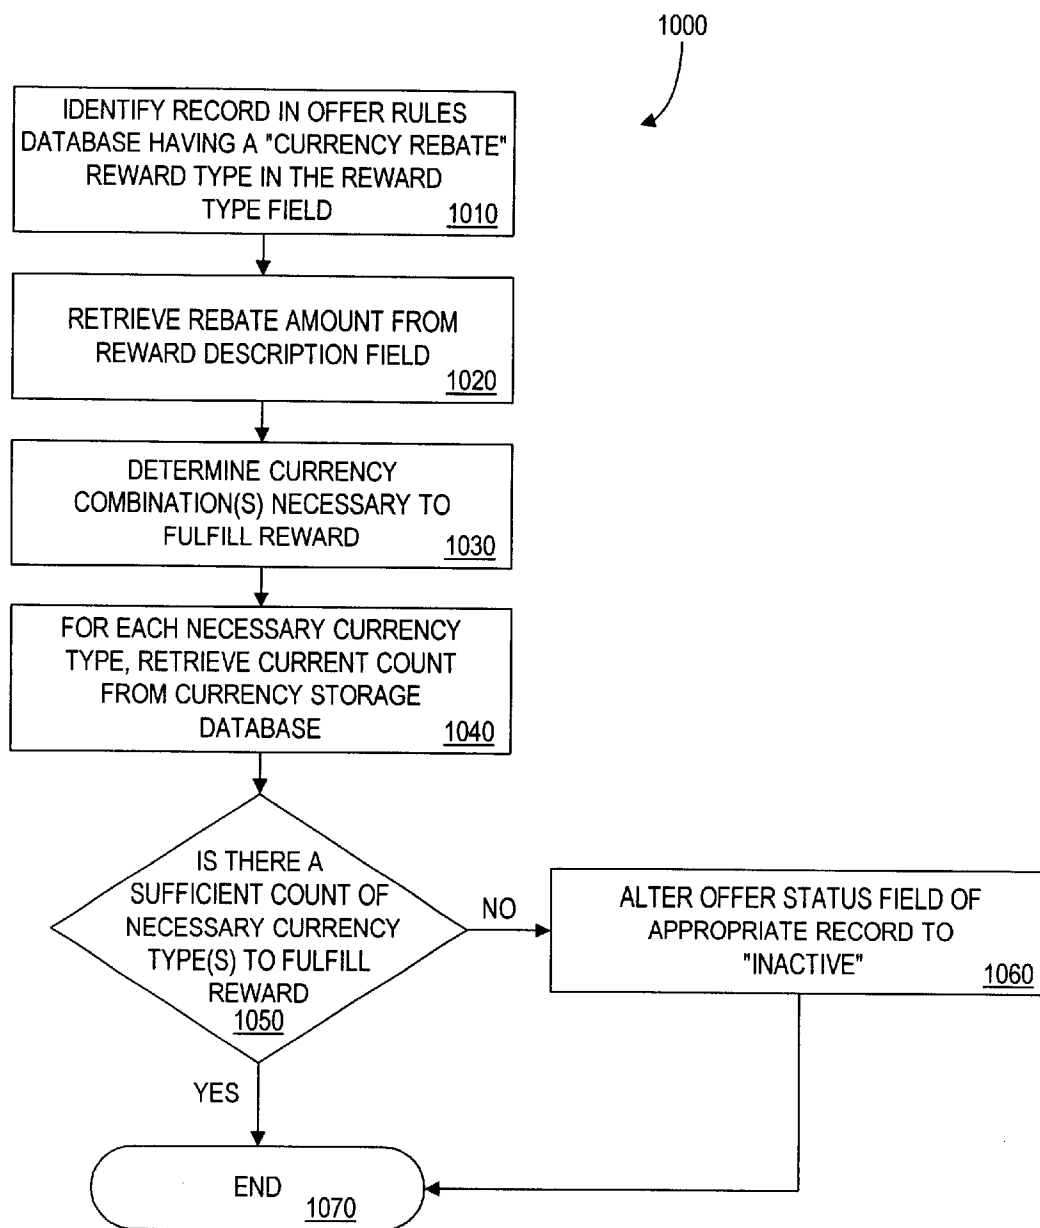 1000
IDENTIFY RECORD IN OFFER RULES
DATABASE HAVING A "CURRENCY REBATE"
REWARD TYPE IN THE REWARD
TYPE FIELD
1010
RETRIEVE REBATE AMOUNT FROM
REWARD DESCRIPTION FIELD
1020
DETERMINE CURRENCY
COMBINATION(S) NECESSARY TO
FULFILL REWARD
1030
FOR EACH NECESSARY CURRENCY
TYPE, RETRIEVE CURRENT COUNT
FROM CURRENCY STORAGE
DATABASE
1040
IS THERE A
SUFFICIENT COUNT OF
NECESSARY CURRENCY
TYPE(S) TO FULFILL
REWARD
1050
NO
ALTER OFFER STATUS FIELD OF
APPROPRIATE RECORD TO
"INACTIVE"
1060
YES
END
1070